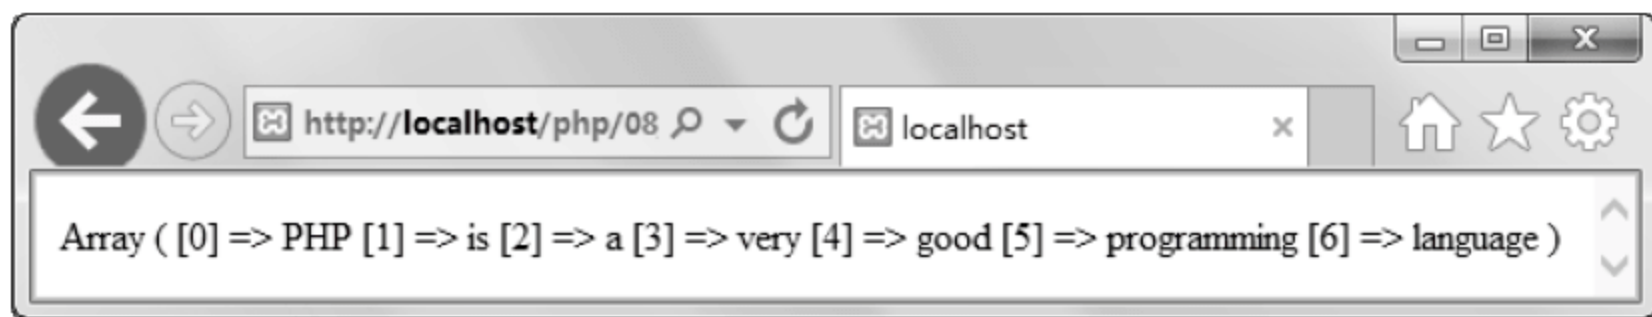 http://localhost/php/08
localhost
Array ( [0] => PHP [1] => is [2] => a [3] => very [4] => good [5] => programming [6] => language )